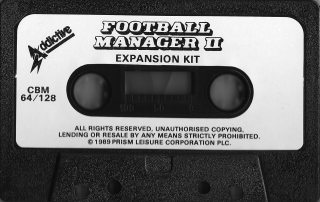 Addictive
FOOTBALL
MANAGER II
EXPANSION KIT
CBM
64/128
100
ALL RIGHTS RESERVED, UNAUTHORISED COPYING,
LENDING OR RESALE BY ANY MEANS STRICTLY PROHIBITED.
© 1989 PRISM LEISURE CORPORATION PLC.